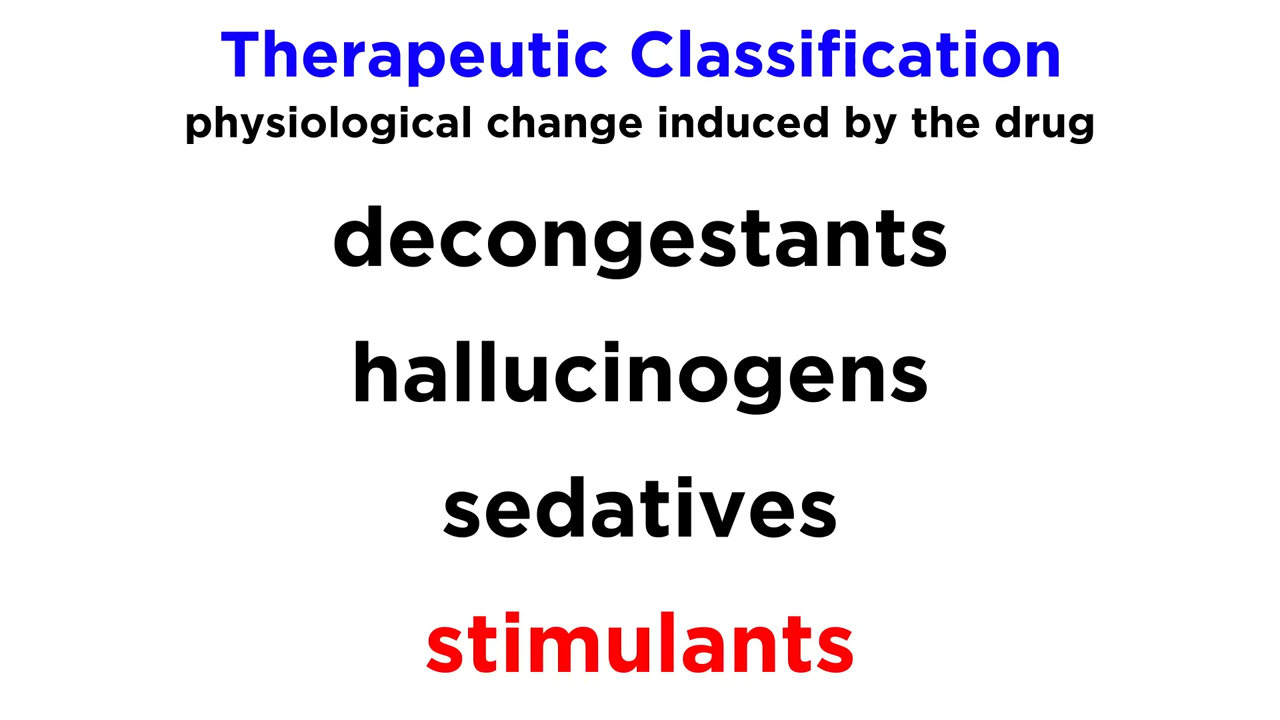 Therapeutic Classification
physiological change induced by the drug
decongestants
hallucinogens
sedatives
stimulants